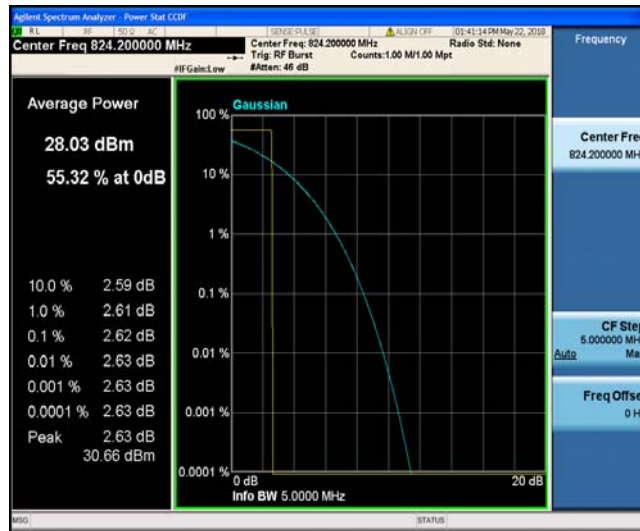 Agilent Spectrum Analyzer - Power Stat CCDF
RL RF 50 Ω AC SENSE:PULSE ALIGN OFF 01:41:14 PM May 22, 2018
Center Freq 824.200000 MHz
Center Freq: 824.200000 MHz Radio Std: None
Trig: RF Burst Counts:1.00 M/1.00 Mpt
#IFGain:Low #Atten: 46 dB
Frequency
Average Power
28.03 dBm
55.32 % at 0dB
10.0 % 2.59 dB
1.0 % 2.61 dB
0.1 % 2.62 dB
0.01 % 2.63 dB
0.001 % 2.63 dB
0.0001 % 2.63 dB
Peak 2.63 dB
30.66 dBm
Gaussian
100 %
10 %
1 %
0.1 %
0.01 %
0.001 %
0.0001 %
0 dB 20 dB
Info BW 5.0000 MHz
Center Fre
824.200000 MH
CF Step
5.000000 MH
Auto Ma
Freq Offse
0 H
MSG STATUS